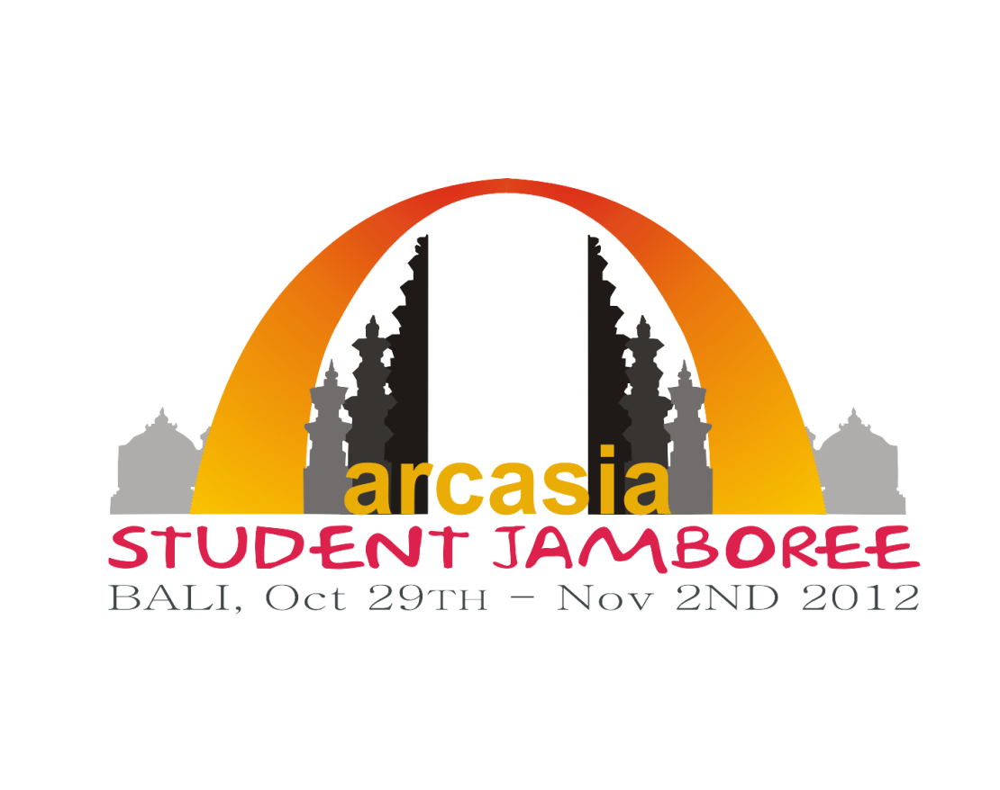 arcasia
STUDENT JAMBOREE
BALI, Oct 29TH – Nov 2ND 2012